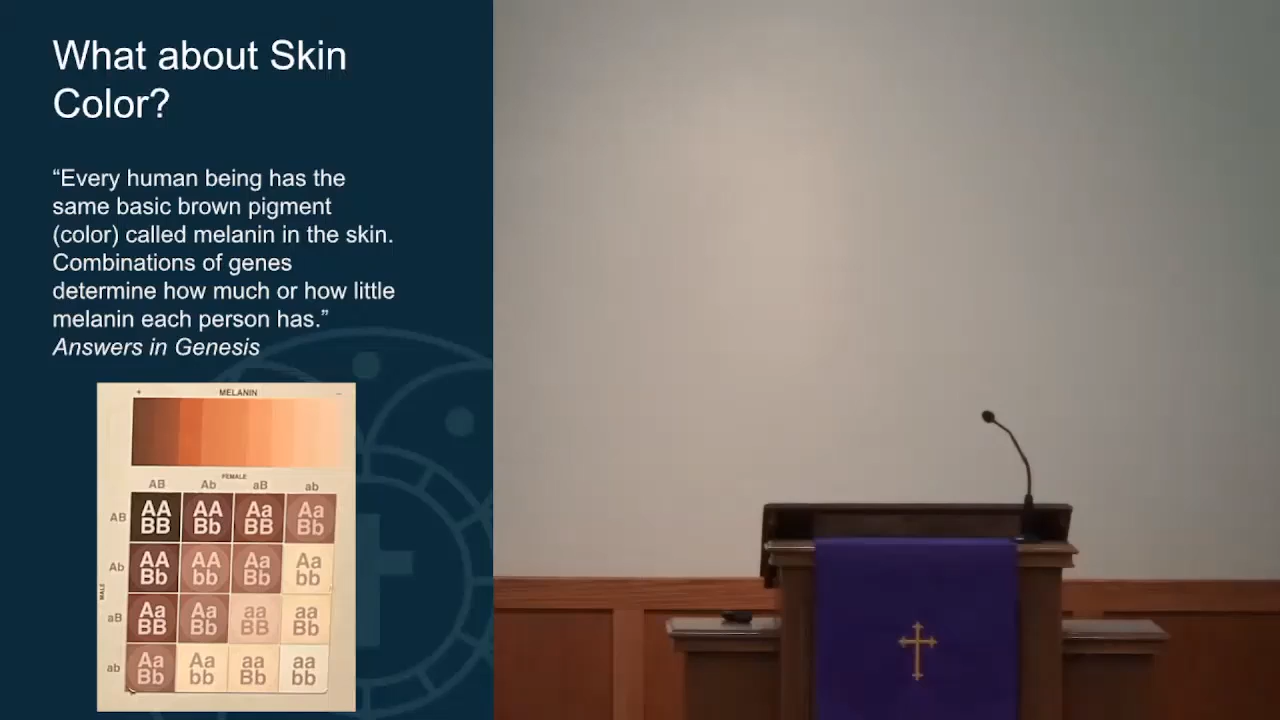 What about Skin
Color?
“Every human being has the
same basic brown pigment
(color) called melanin in the skin.
Combinations of genes
determine how much or how little
melanin each person has.”
Answers in Genesis
+ MELANIN –
FEMALE
AB Ab aB ab
AB AA AA Aa Aa
BB Bb BB Bb
Ab AA AA Aa Aa
Bb bb Bb bb
MALE
aB Aa Aa aa aa
BB Bb BB Bb
ab Aa Aa aa aa
Bb bb Bb bb